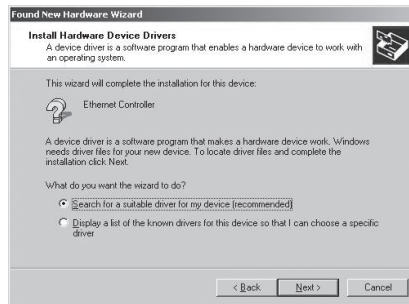 Found New Hardware Wizard
Install Hardware Device Drivers
A device driver is a software program that enables a hardware device to work with
an operating system.
This wizard will complete the installation for this device:
Ethernet Controller
A device driver is a software program that makes a hardware device work. Windows
needs driver files for your new device. To locate driver files and complete the
installation click Next.
What do you want the wizard to do?
Search for a suitable driver for my device (recommended)
Display a list of the known drivers for this device so that I can choose a specific
driver
< Back Next > Cancel